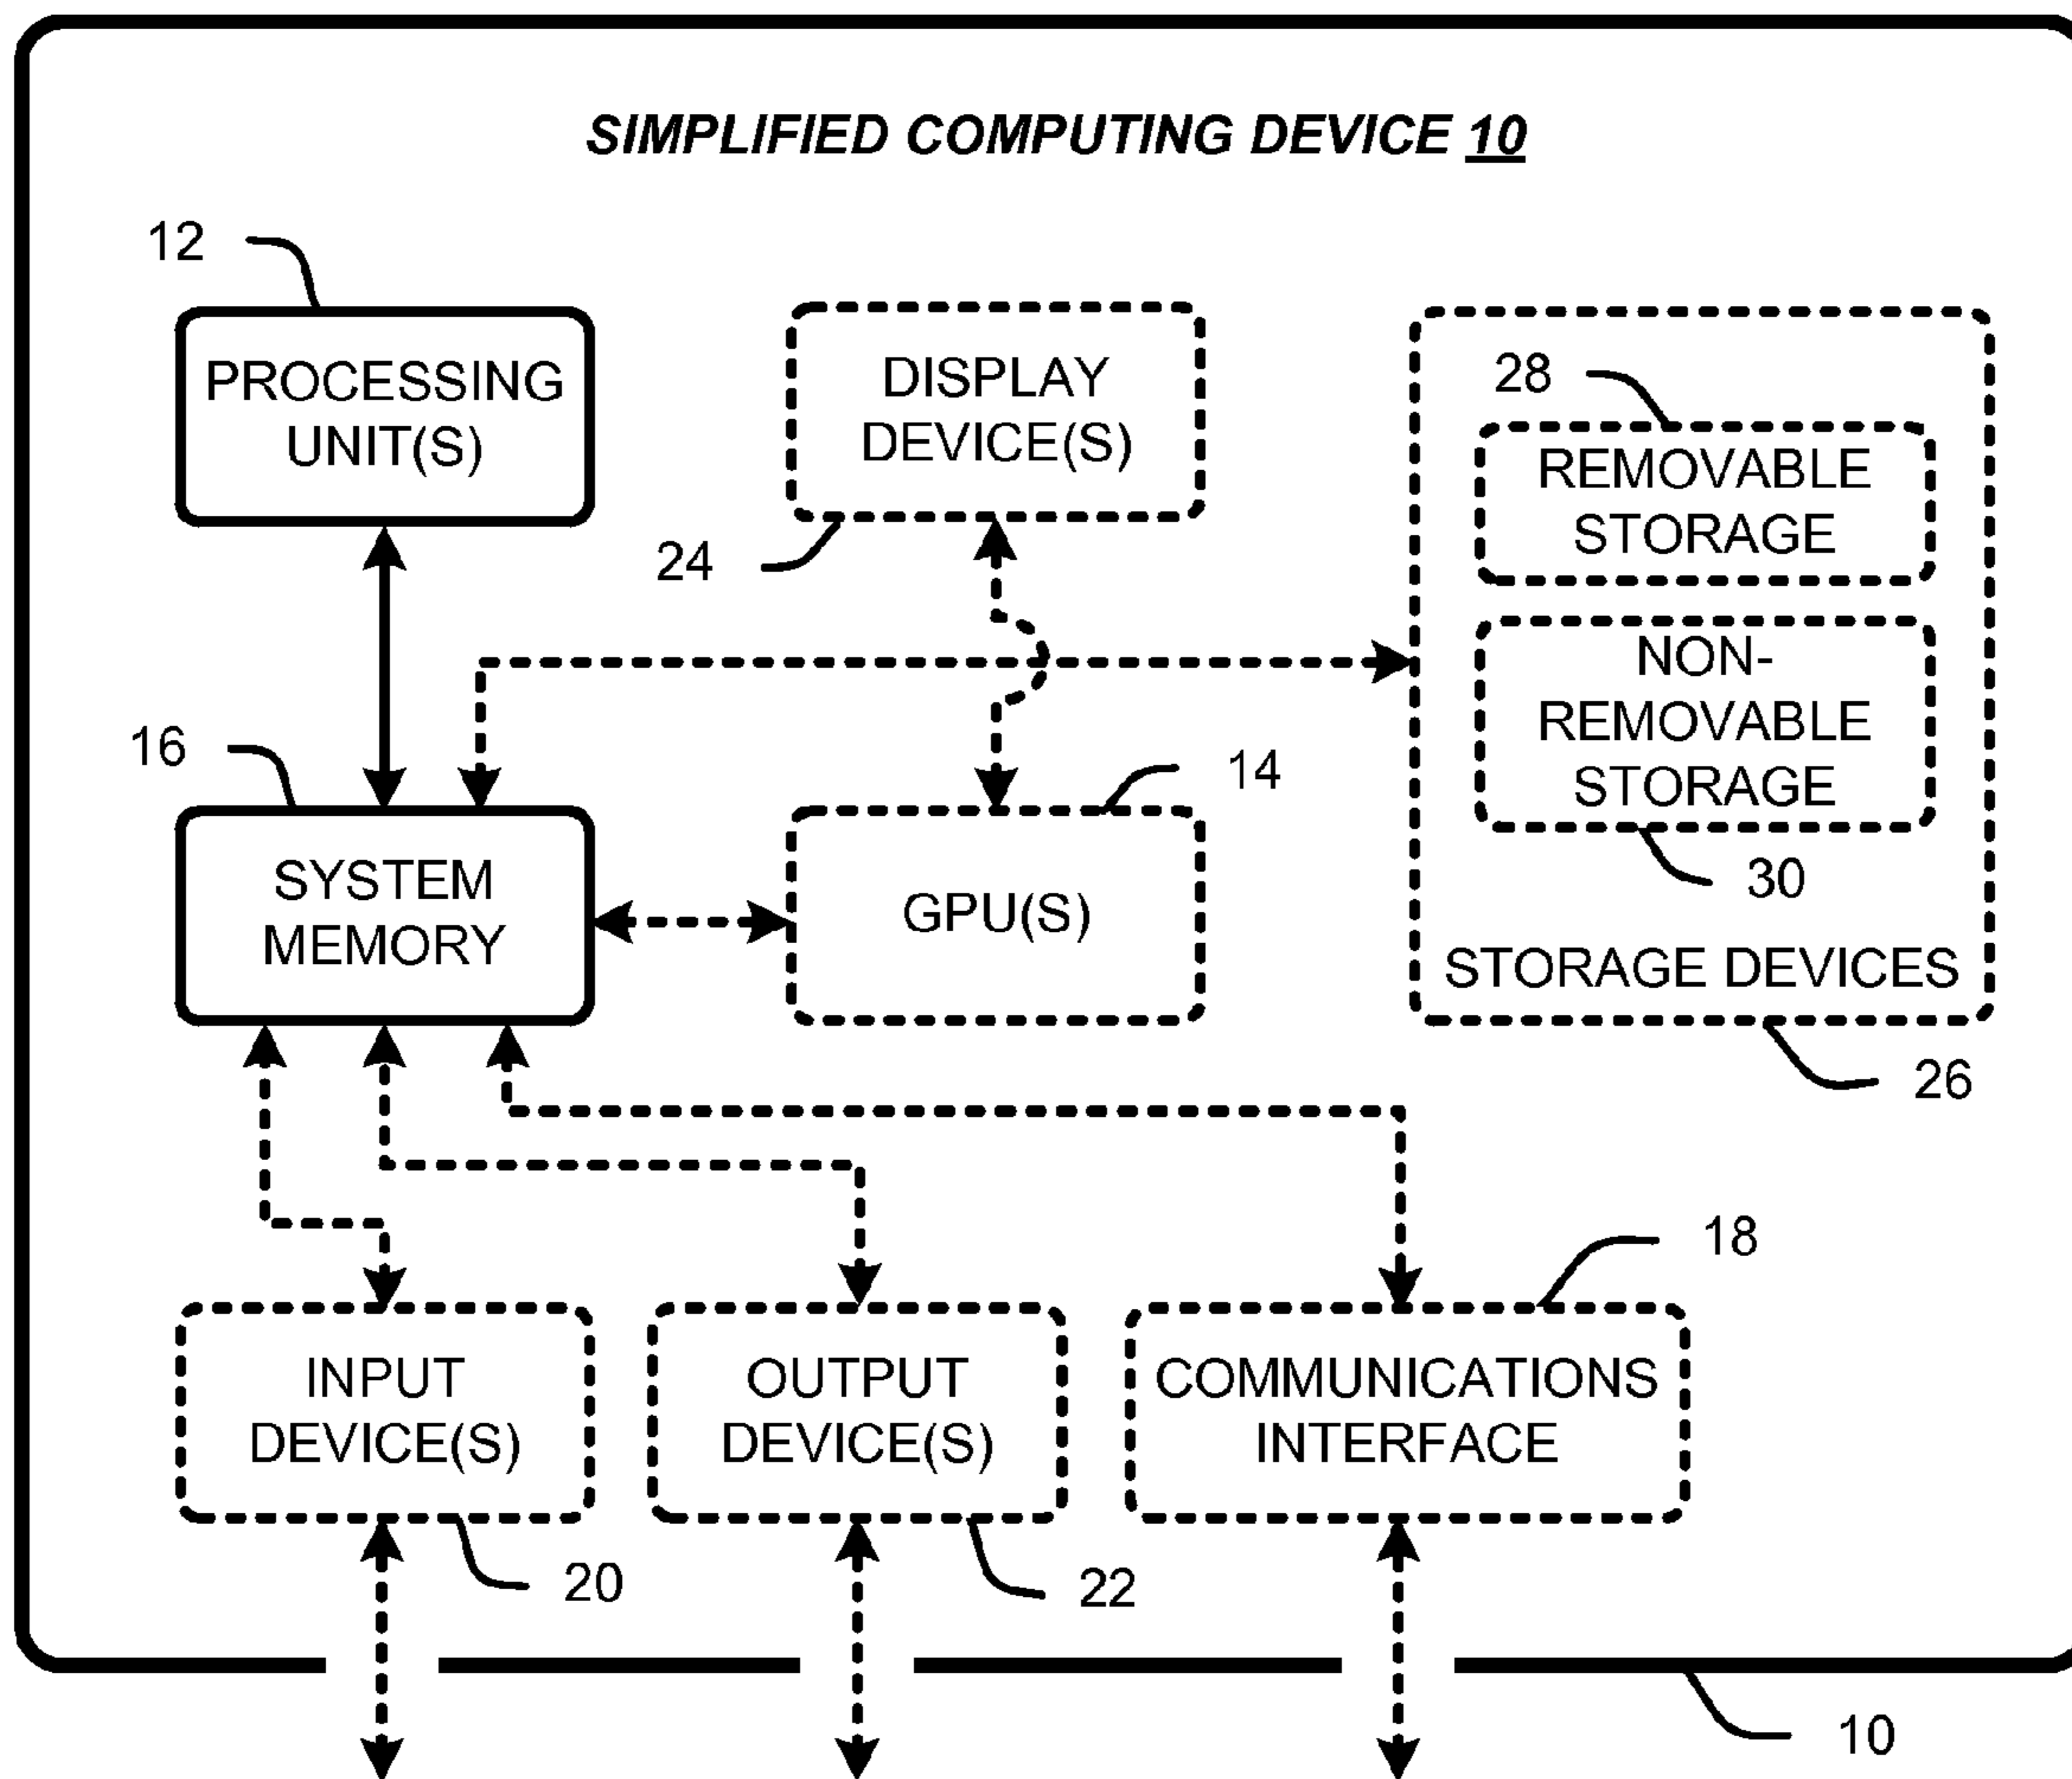 SIMPLIFIED COMPUTING DEVICE 10
12
PROCESSING
UNIT(S)
DISPLAY
DEVICE(S)
24
28
REMOVABLE
STORAGE
NON-
REMOVABLE
STORAGE
30
STORAGE DEVICES
26
16
SYSTEM
MEMORY
14
GPU(S)
18
INPUT
DEVICE(S)
20
OUTPUT
DEVICE(S)
22
COMMUNICATIONS
INTERFACE
10